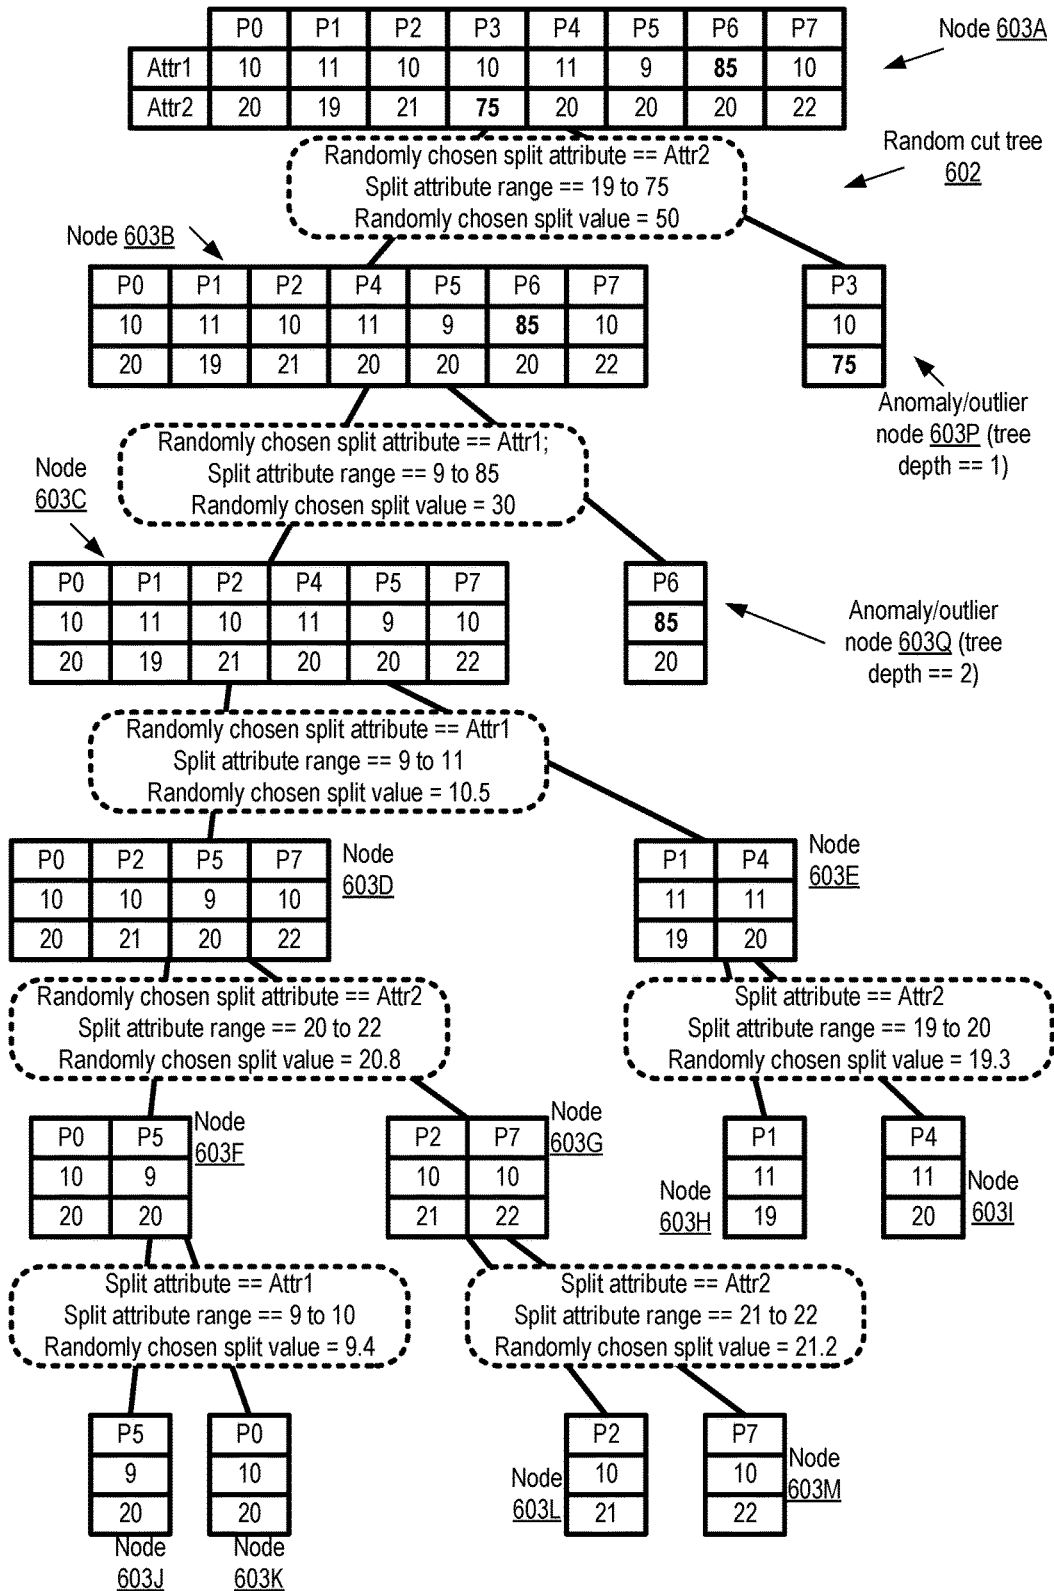 P0 P1 P2 P3 P4 P5 P6 P7
Node 603A
Attr1 10 11 10 10 11 9 85 10
Attr2 20 19 21 75 20 20 20 22
Random cut tree
602
Randomly chosen split attribute == Attr2
Split attribute range == 19 to 75
Randomly chosen split value = 50
Node 603B
P0 P1 P2 P4 P5 P6 P7
10 11 10 11 9 85 10
20 19 21 20 20 20 22
P3
10
75
Anomaly/outlier
node 603P (tree
depth == 1)
Randomly chosen split attribute == Attr1;
Split attribute range == 9 to 85
Randomly chosen split value = 30
Node
603C
P0 P1 P2 P4 P5 P7
10 11 10 11 9 10
20 19 21 20 20 22
P6
85
20
Anomaly/outlier
node 603Q (tree
depth == 2)
Randomly chosen split attribute == Attr1
Split attribute range == 9 to 11
Randomly chosen split value = 10.5
P0 P2 P5 P7
10 10 9 10
20 21 20 22
Node
603D
P1 P4
11 11
19 20
Node
603E
Randomly chosen split attribute == Attr2
Split attribute range == 20 to 22
Randomly chosen split value = 20.8
Split attribute == Attr2
Split attribute range == 19 to 20
Randomly chosen split value = 19.3
P0 P5
10 9
20 20
Node
603F
P2 P7
10 10
21 22
Node
603G
P1
11
19
Node
603H
P4
11
20
Node
603I
Split attribute == Attr1
Split attribute range == 9 to 10
Randomly chosen split value = 9.4
Split attribute == Attr2
Split attribute range == 21 to 22
Randomly chosen split value = 21.2
P5
9
20
Node
603J
P0
10
20
Node
603K
P2
10
21
Node
603L
P7
10
22
Node
603M